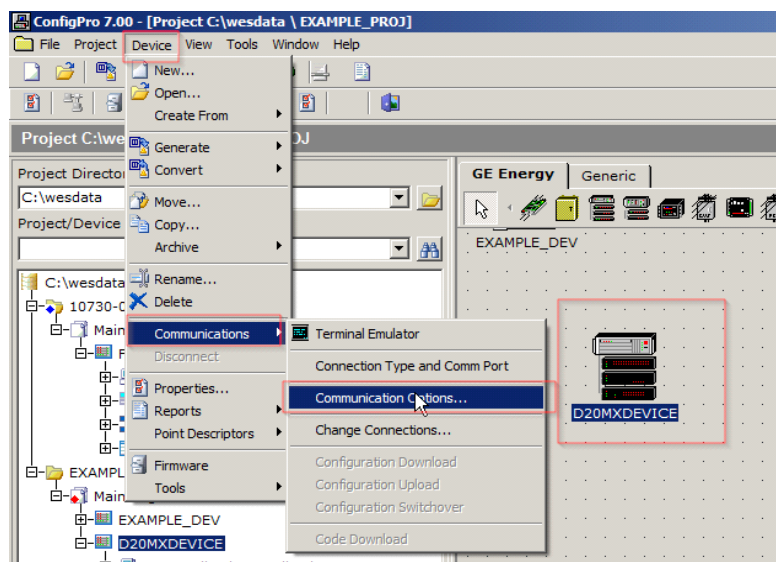 ConfigPro 7.00 - [Project C:\wesdata \ EXAMPLE_PROJ]
File Project Device View Tools Window Help
New...
Open...
Create From
Project C:\we
OJ
Generate
Convert
Project Director
C:\wesdata
Project/Device
Move...
Copy...
Archive
Rename...
Delete
Communications
Disconnect
Properties...
Reports
Point Descriptors
Firmware
Tools
Terminal Emulator
Connection Type and Comm Port
Communication Options...
Change Connections...
Configuration Download
Configuration Upload
Configuration Switchover
Code Download
C:\wesdata
10730-0
Main
F
EXAMPL
Main
EXAMPLE_DEV
D20MXDEVICE
GE Energy Generic
EXAMPLE_DEV
D20MXDEVICE